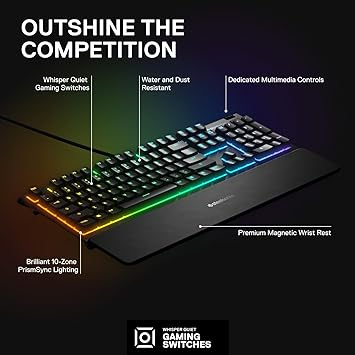 OUTSHINE THE
COMPETITION
Whisper Quiet
Gaming Switches
Water and Dust
Resistant
Dedicated Multimedia Controls
Premium Magnetic Wrist Rest
Brilliant 10-Zone
PrismSync Lighting
WHISPER QUIET
GAMING
SWITCHES